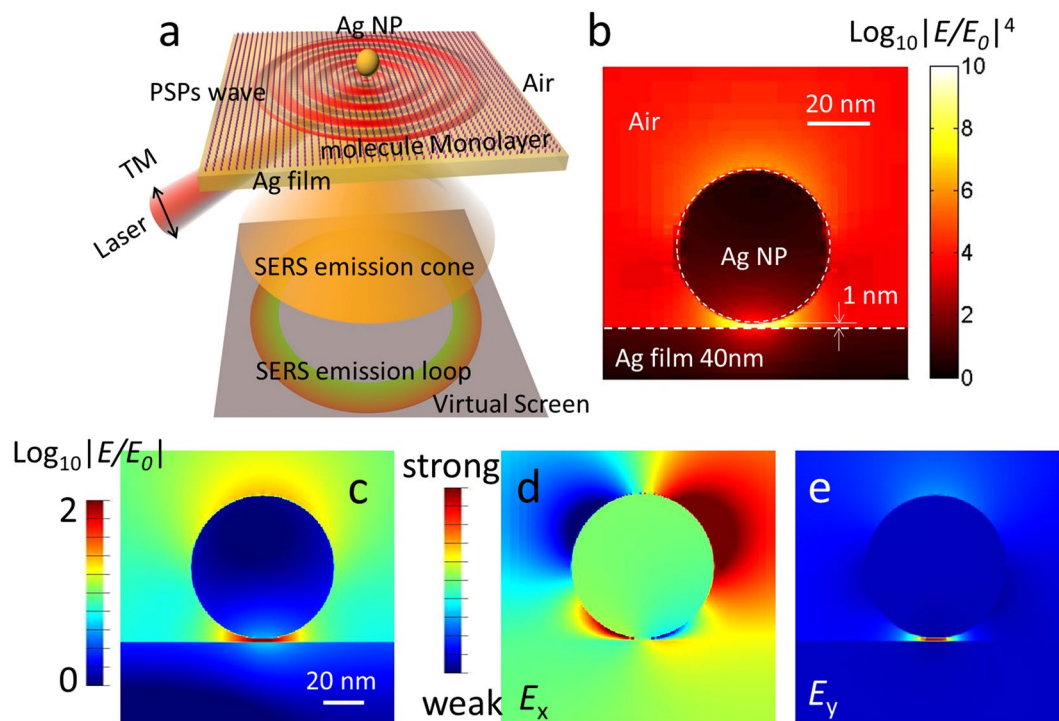 a
Ag NP
PSPs wave
Air
molecule Monolayer
TM
Ag film
Laser
SERS emission cone
SERS emission loop
Virtual Screen
b
Log₁₀|E/E₀|⁴
10
8
6
4
2
0
Air
20 nm
Ag NP
1 nm
Ag film 40nm
Log₁₀|E/E₀|
2
0
c
20 nm
strong
weak
d
Eₓ
e
E_y